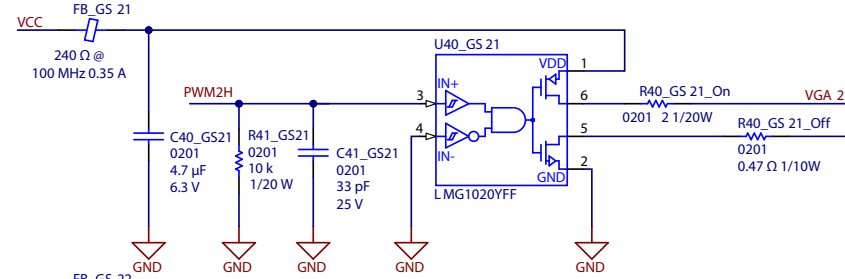 FB_GS 21
VCC
240 Ω @
100 MHz 0.35 A
U40_GS 21
VDD
1
PWM2H
3
IN+
6
R40_GS 21_On
VGA 2
0201 2 1/20W
4
IN-
5
R40_GS 21_Off
0201
0.47 Ω 1/10W
C40_GS21
0201
4.7 µF
6.3 V
R41_GS21
0201
10 k
1/20 W
C41_GS21
0201
33 pF
25 V
2
GND
LMG1020YFF
GND
GND
GND
GND
GND